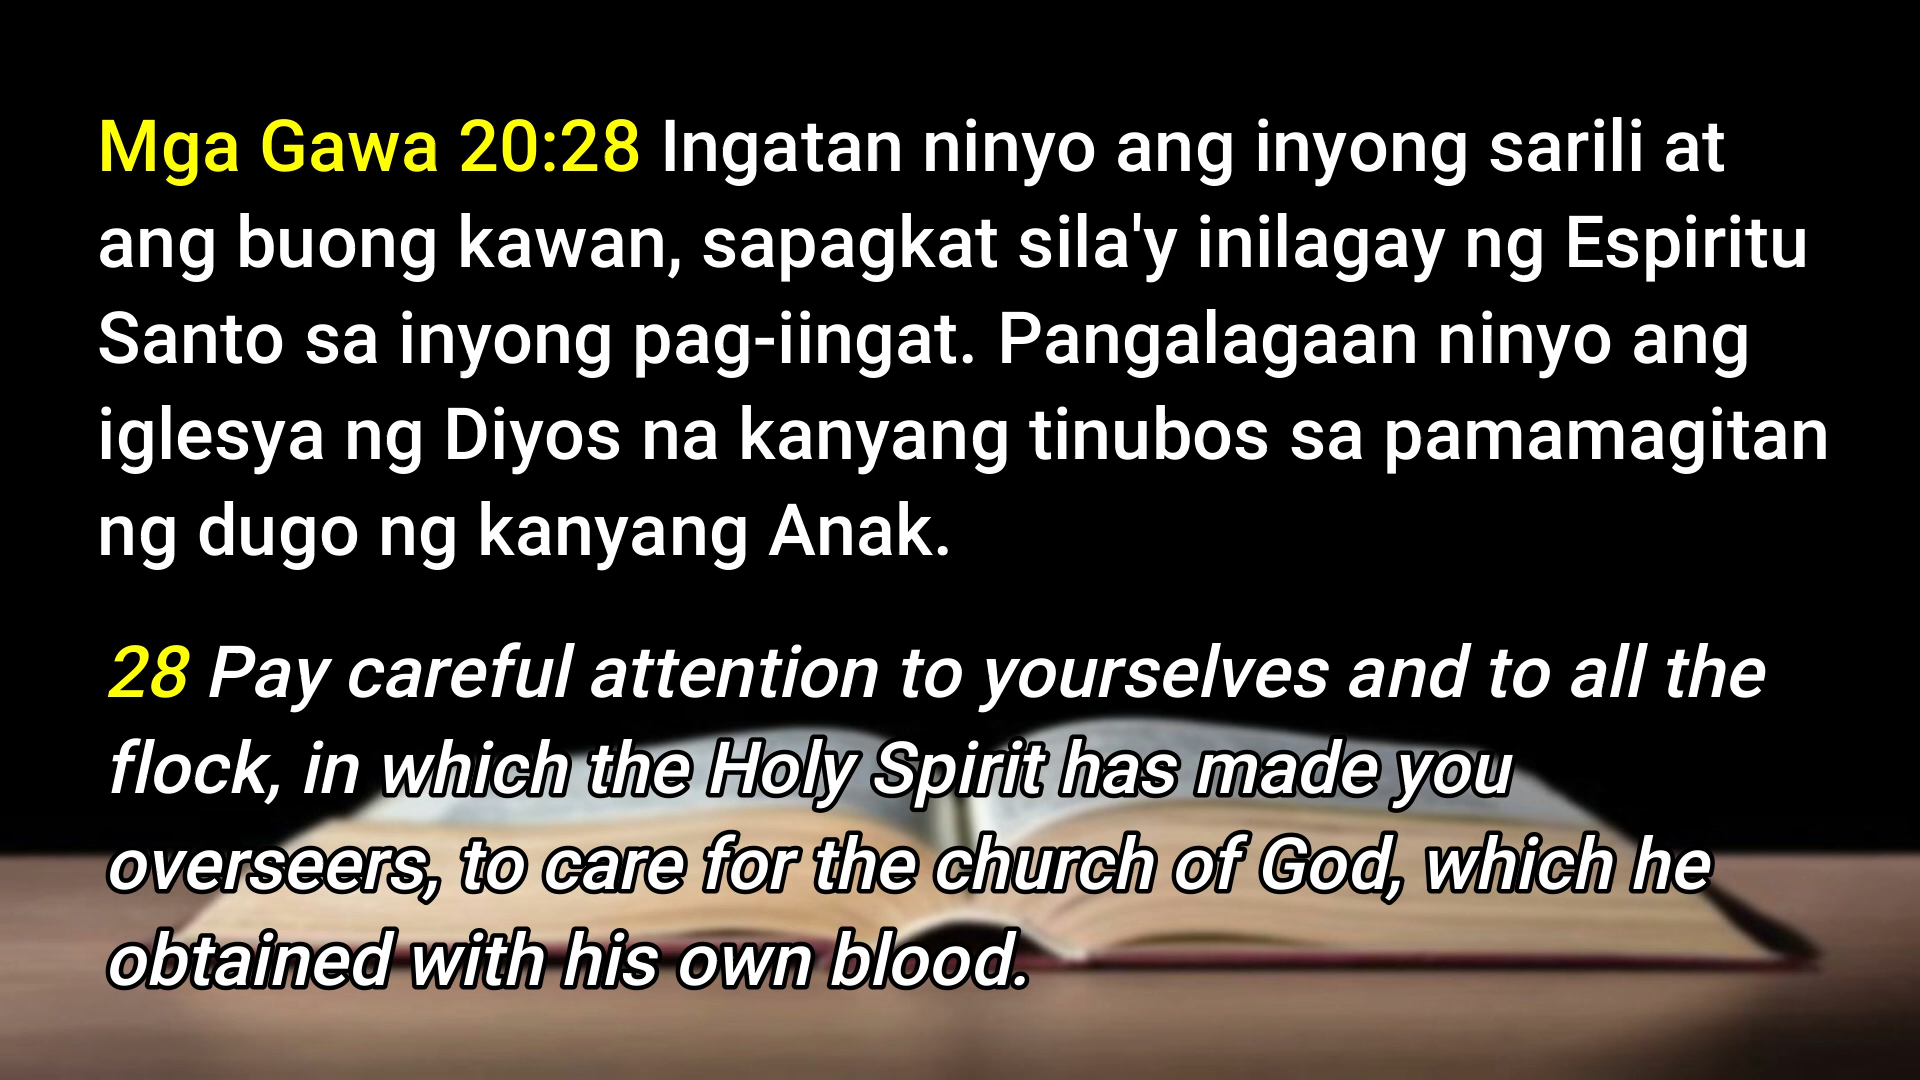 Mga Gawa 20:28 Ingatan ninyo ang inyong sarili at
ang buong kawan, sapagkat sila'y inilagay ng Espiritu
Santo sa inyong pag-iingat. Pangalagaan ninyo ang
iglesya ng Diyos na kanyang tinubos sa pamamagitan
ng dugo ng kanyang Anak.
28 Pay careful attention to yourselves and to all the
flock, in which the Holy Spirit has made you
overseers, to care for the church of God, which he
obtained with his own blood.